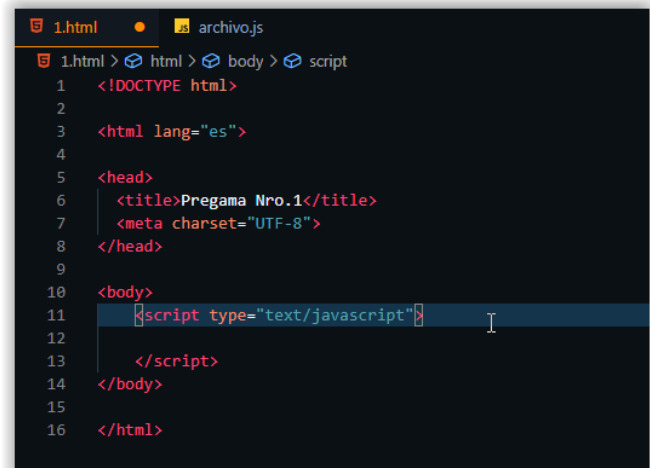 1.html archivo.js
1.html > html > body > script
1 <!DOCTYPE html>
2
3 <html lang="es">
4
5 <head>
6 <title>Pregama Nro.1</title>
7 <meta charset="UTF-8">
8 </head>
9
10 <body>
11 <script type="text/javascript">
12
13 </script>
14 </body>
15
16 </html>